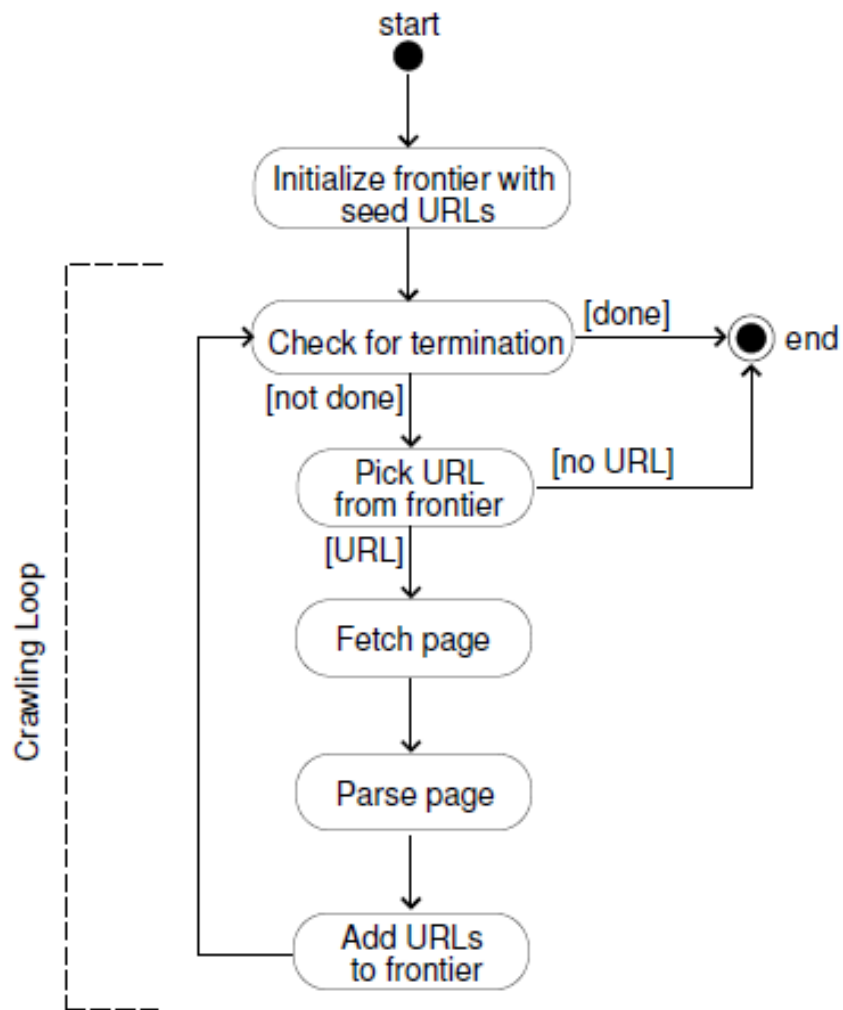 start
Initialize frontier with
seed URLs
[done]
Check for termination
end
[not done]
Pick URL
from frontier
[no URL]
[URL]
Fetch page
Crawling Loop
Parse page
Add URLs
to frontier